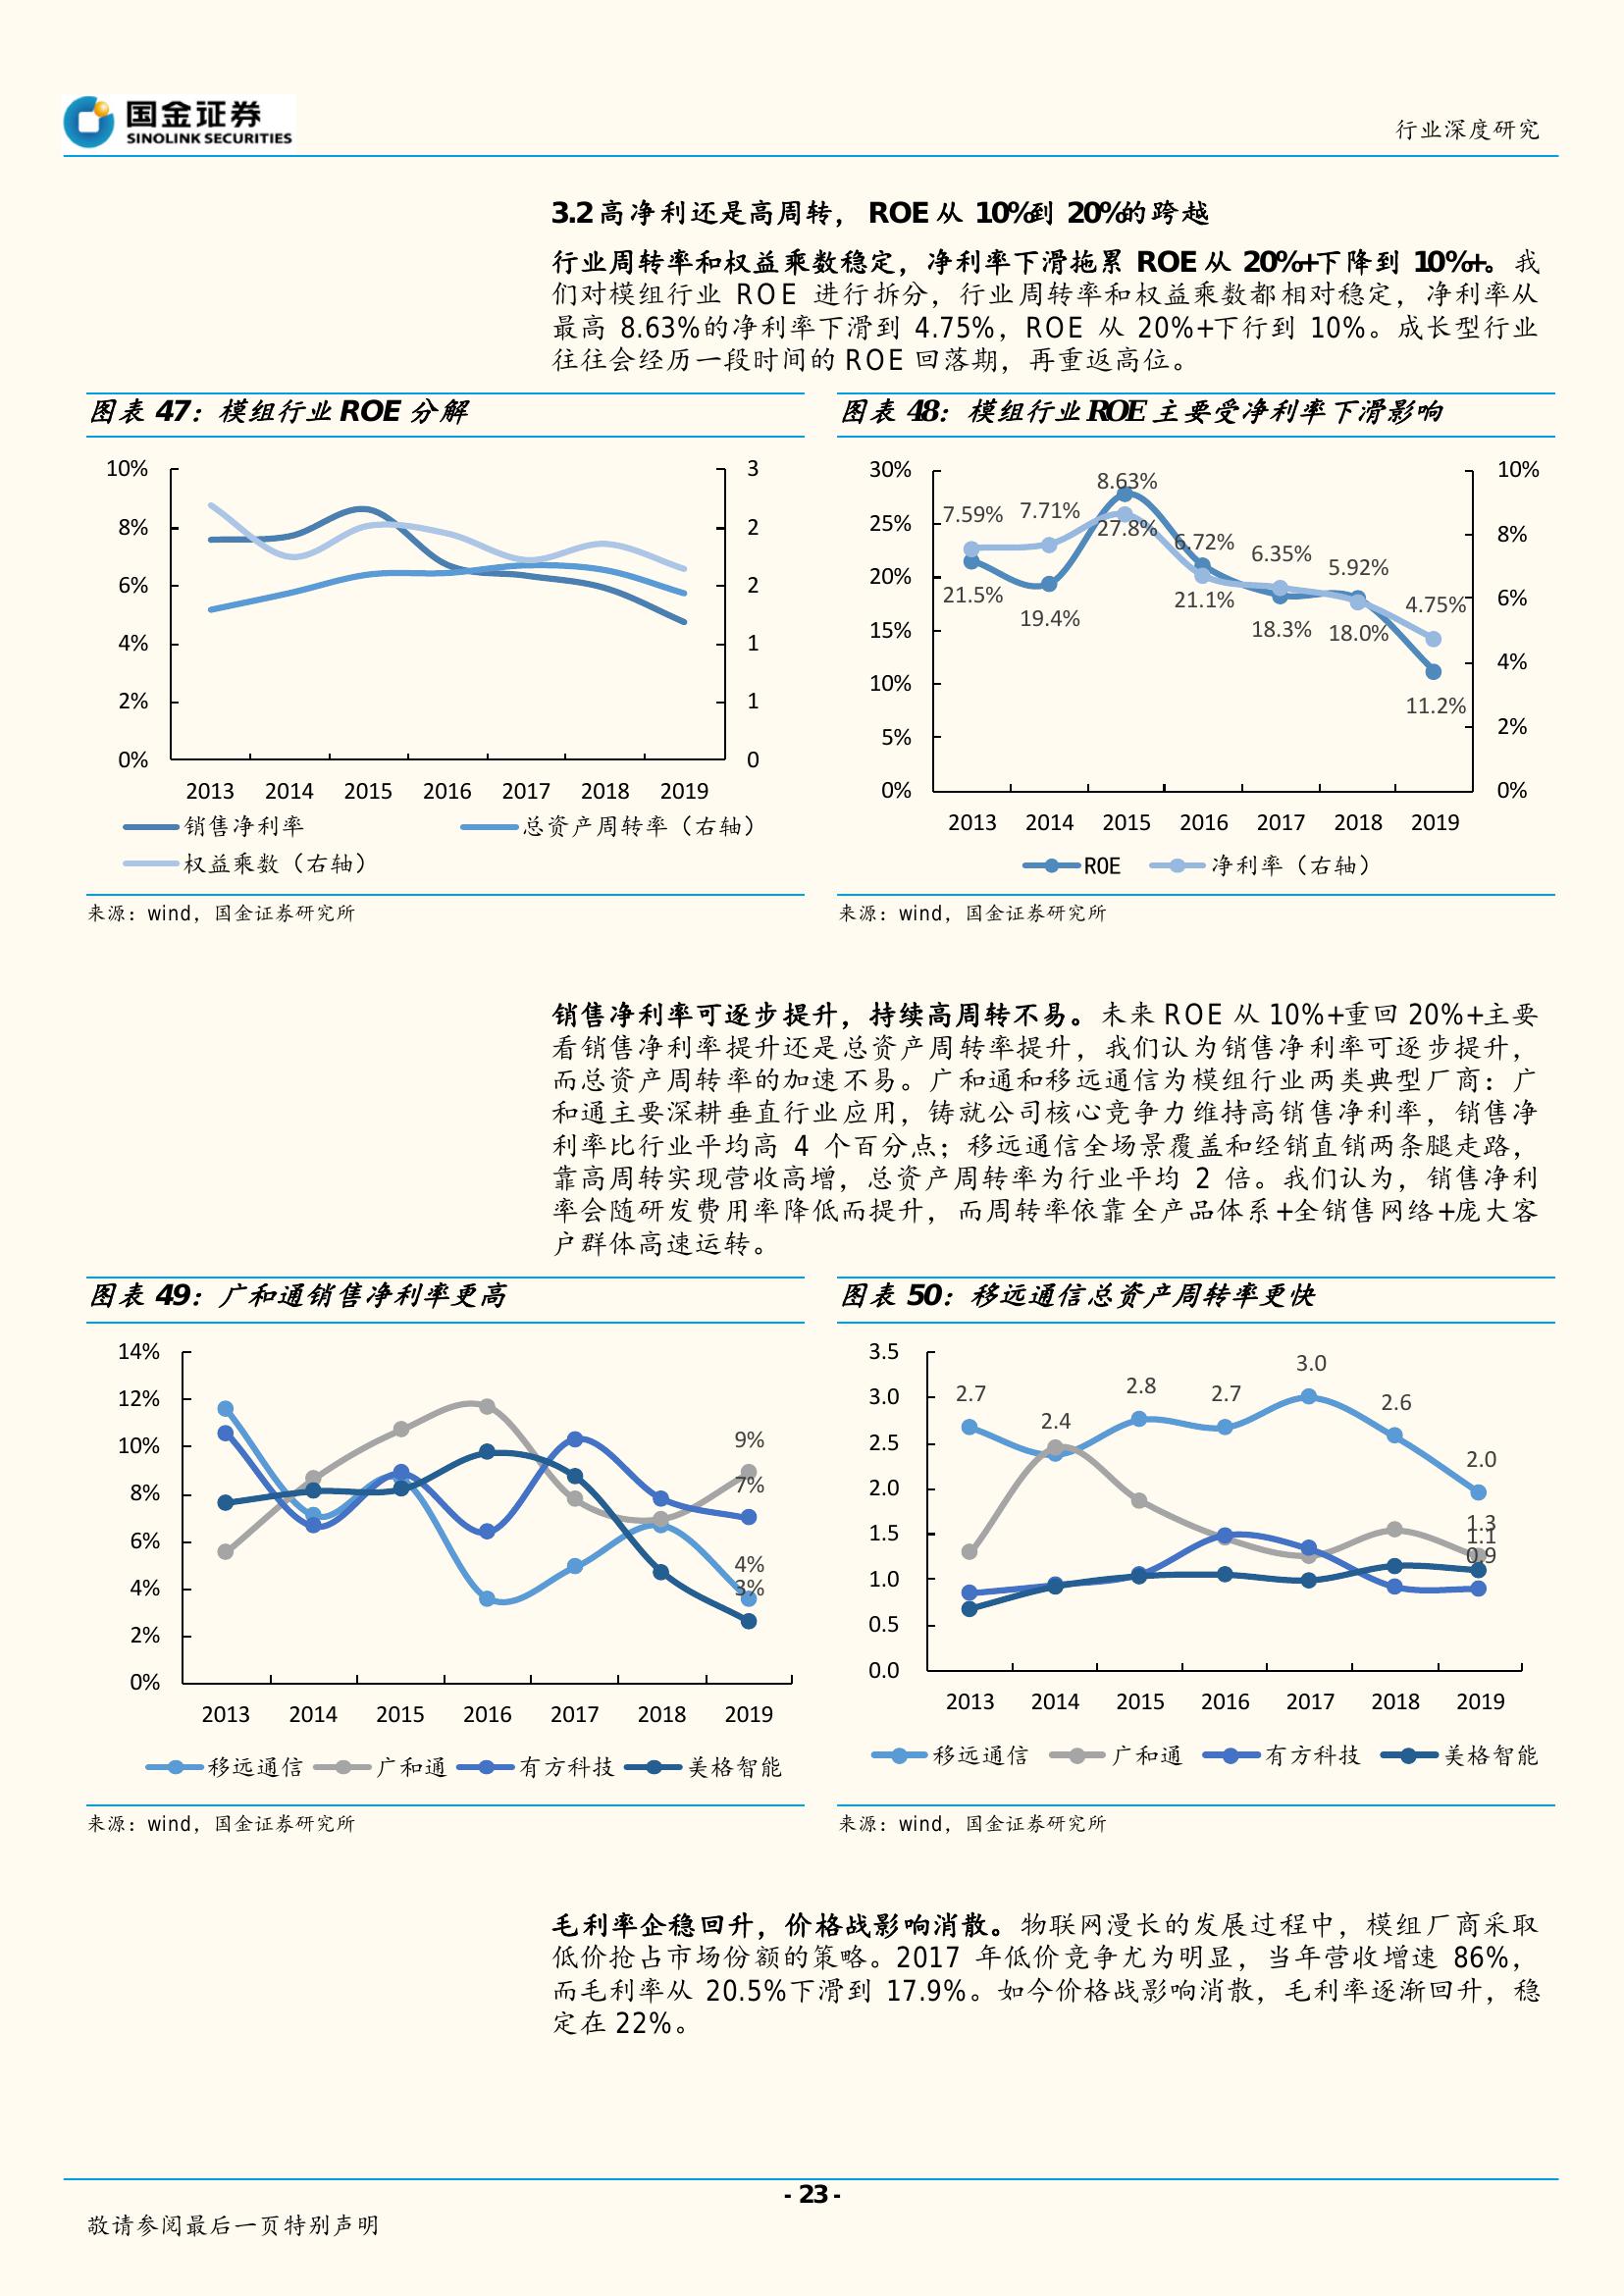 国金证券
SINOLINK SECURITIES
行业深度研究
3.2 高净利还是高周转，ROE 从 10%到 20%的跨越
行业周转率和权益乘数稳定，净利率下滑拖累 ROE 从 20%+下降到 10%+。我
们对模组行业 ROE 进行拆分，行业周转率和权益乘数都相对稳定，净利率从
最高 8.63%的净利率下滑到 4.75%，ROE 从 20%+下行到 10%。成长型行业
往往会经历一段时间的 ROE 回落期，再重返高位。
图表 47：模组行业 ROE 分解
10%
8%
6%
4%
2%
0%
3
2
2
1
1
0
2013 2014 2015 2016 2017 2018 2019
销售净利率 总资产周转率（右轴）
权益乘数（右轴）
来源：wind，国金证券研究所
图表 48：模组行业 ROE 主要受净利率下滑影响
30%
25%
20%
15%
10%
5%
0%
7.59% 7.71% 8.63% 6.72% 6.35% 5.92% 4.75%
21.5% 19.4% 27.8% 21.1% 18.3% 18.0% 11.2%
10%
8%
6%
4%
2%
0%
2013 2014 2015 2016 2017 2018 2019
ROE 净利率（右轴）
来源：wind，国金证券研究所
销售净利率可逐步提升，持续高周转不易。未来 ROE 从 10%+重回 20%+主要
看销售净利率提升还是总资产周转率提升，我们认为销售净利率可逐步提升，
而总资产周转率的加速不易。广和通和移远通信为模组行业两类典型厂商：广
和通主要深耕垂直行业应用，铸就公司核心竞争力维持高销售净利率，销售净
利率比行业平均高 4 个百分点；移远通信全场景覆盖和经销直销两条腿走路，
靠高周转实现营收高增，总资产周转率为行业平均 2 倍。我们认为，销售净利
率会随研发费用率降低而提升，而周转率依靠全产品体系+全销售网络+庞大客
户群体高速运转。
图表 49：广和通销售净利率更高
14%
12%
10%
8%
6%
4%
2%
0%
9%
7%
4%
3%
2013 2014 2015 2016 2017 2018 2019
移远通信 广和通 有方科技 美格智能
来源：wind，国金证券研究所
图表 50：移远通信总资产周转率更快
3.5
3.0
2.5
2.0
1.5
1.0
0.5
0.0
2.7 2.4 2.8 2.7 3.0 2.6 2.0
1.3
1.1
0.9
2013 2014 2015 2016 2017 2018 2019
移远通信 广和通 有方科技 美格智能
来源：wind，国金证券研究所
毛利率企稳回升，价格战影响消散。物联网漫长的发展过程中，模组厂商采取
低价抢占市场份额的策略。2017 年低价竞争尤为明显，当年营收增速 86%，
而毛利率从 20.5%下滑到 17.9%。如今价格战影响消散，毛利率逐渐回升，稳
定在 22%。
- 23 -
敬请参阅最后一页特别声明